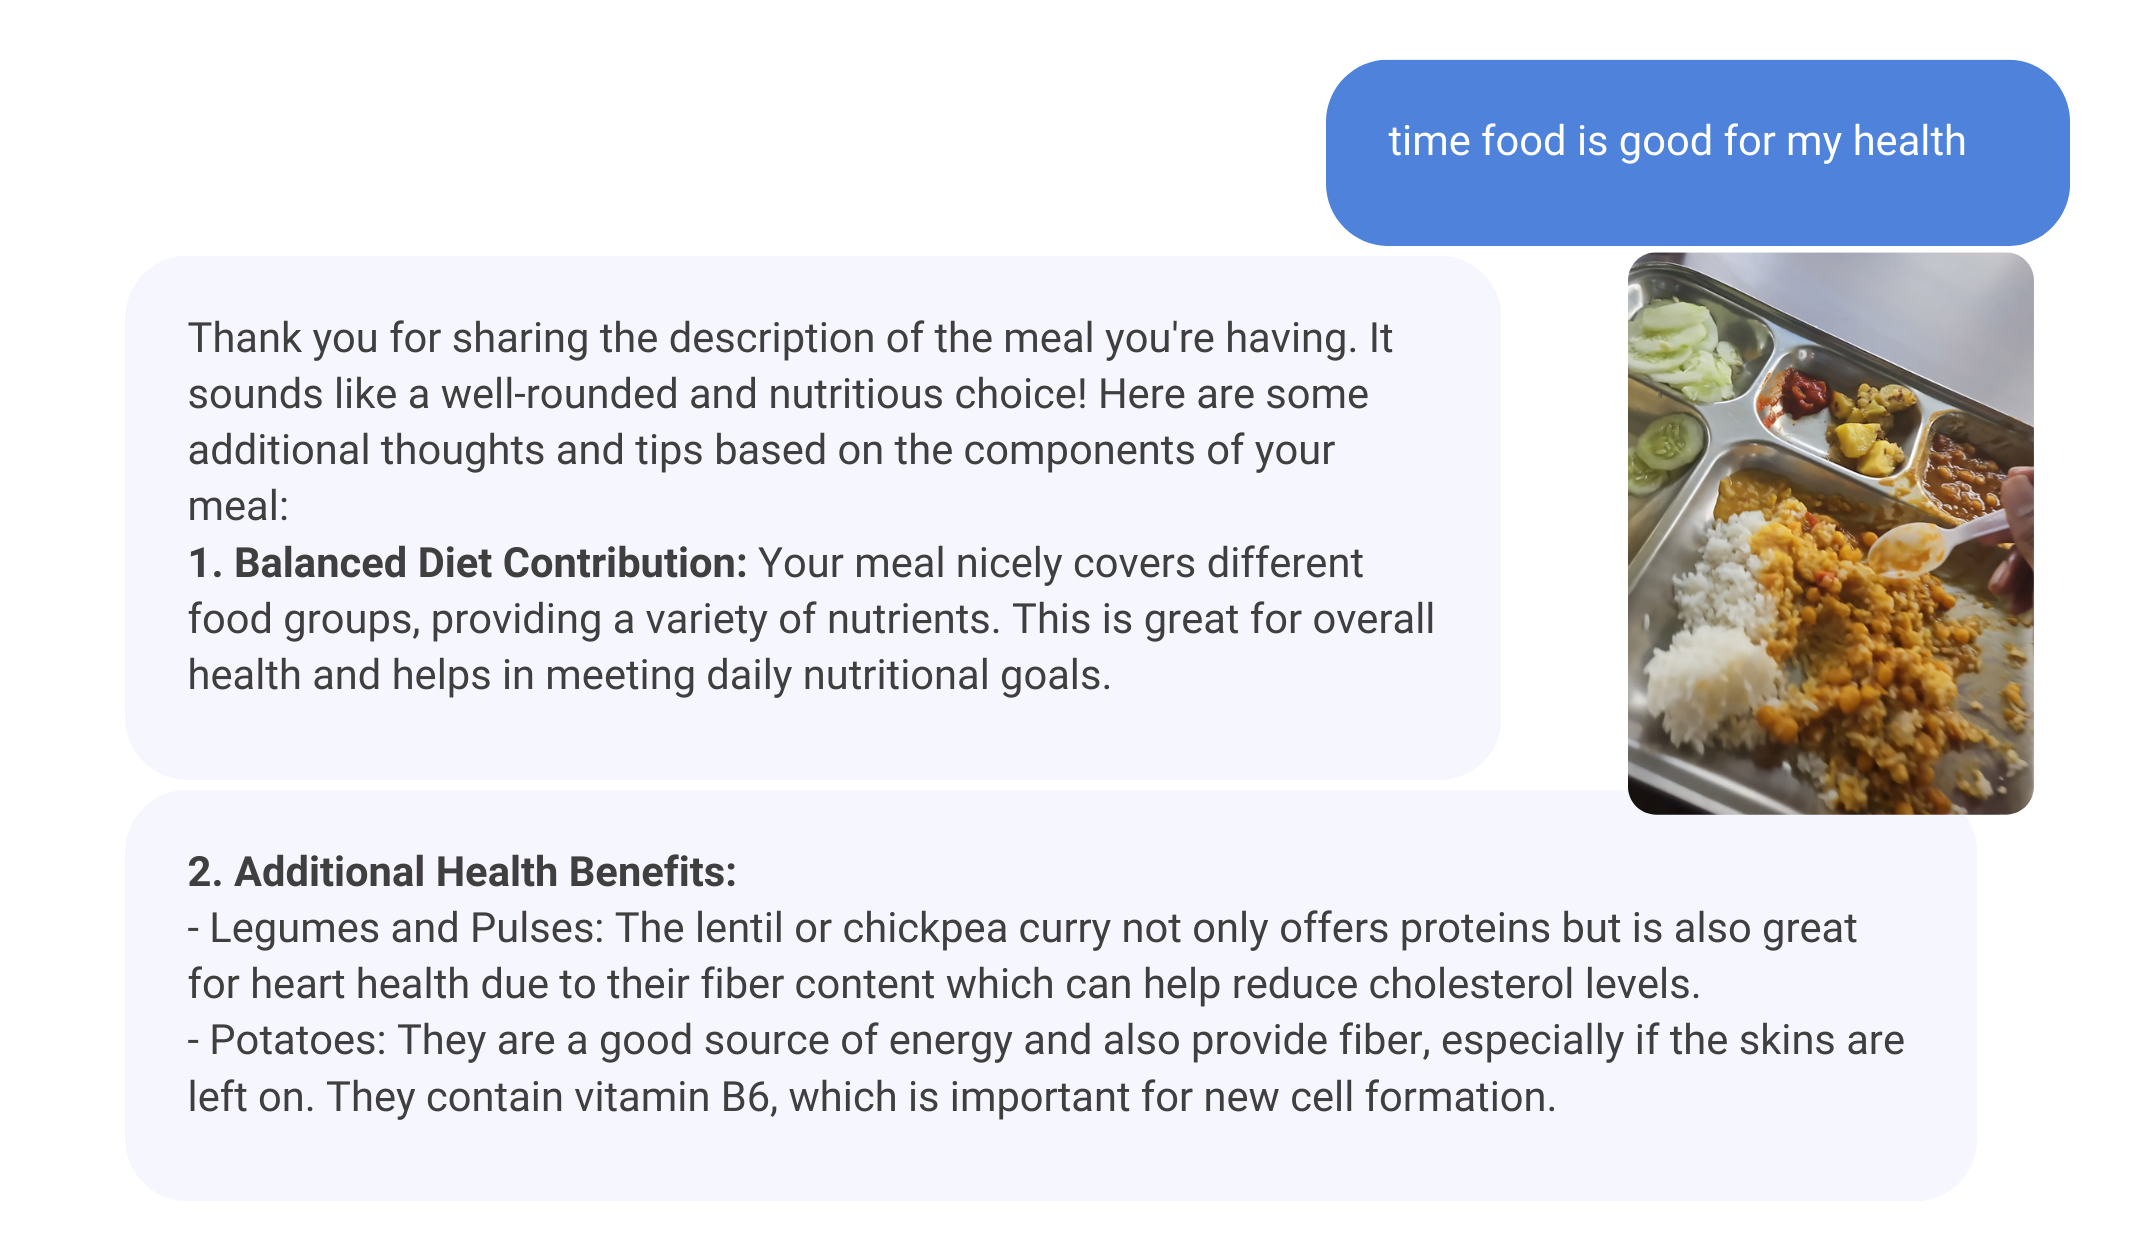 time food is good for my health
Thank you for sharing the description of the meal you're having. It
sounds like a well-rounded and nutritious choice! Here are some
additional thoughts and tips based on the components of your
meal:
1. Balanced Diet Contribution: Your meal nicely covers different
food groups, providing a variety of nutrients. This is great for overall
health and helps in meeting daily nutritional goals.
2. Additional Health Benefits:
- Legumes and Pulses: The lentil or chickpea curry not only offers proteins but is also great
for heart health due to their fiber content which can help reduce cholesterol levels.
- Potatoes: They are a good source of energy and also provide fiber, especially if the skins are
left on. They contain vitamin B6, which is important for new cell formation.